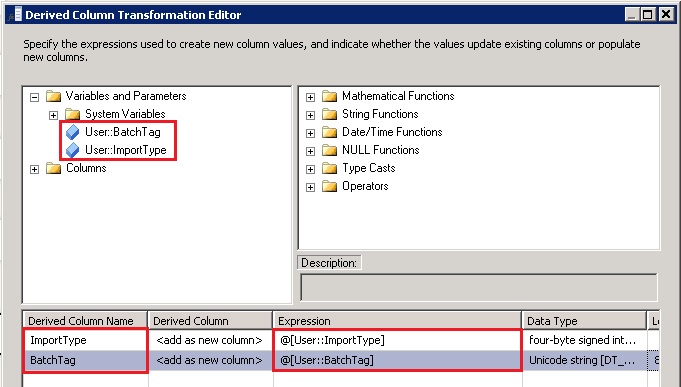 Derived Column Transformation Editor
Specify the expressions used to create new column values, and indicate whether the values update existing columns or populate
new columns.
Variables and Parameters
System Variables
User::BatchTag
User::ImportType
Columns
Mathematical Functions
String Functions
Date/Time Functions
NULL Functions
Type Casts
Operators
Description:
Derived Column Name Derived Column Expression Data Type
ImportType <add as new column> @[User::ImportType] four-byte signed int...
BatchTag <add as new column> @[User::BatchTag] Unicode string [DT_...